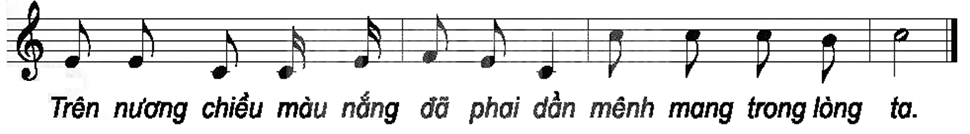 Trên nương chiều màu nắng đã phai dần mênh mang trong lòng ta.